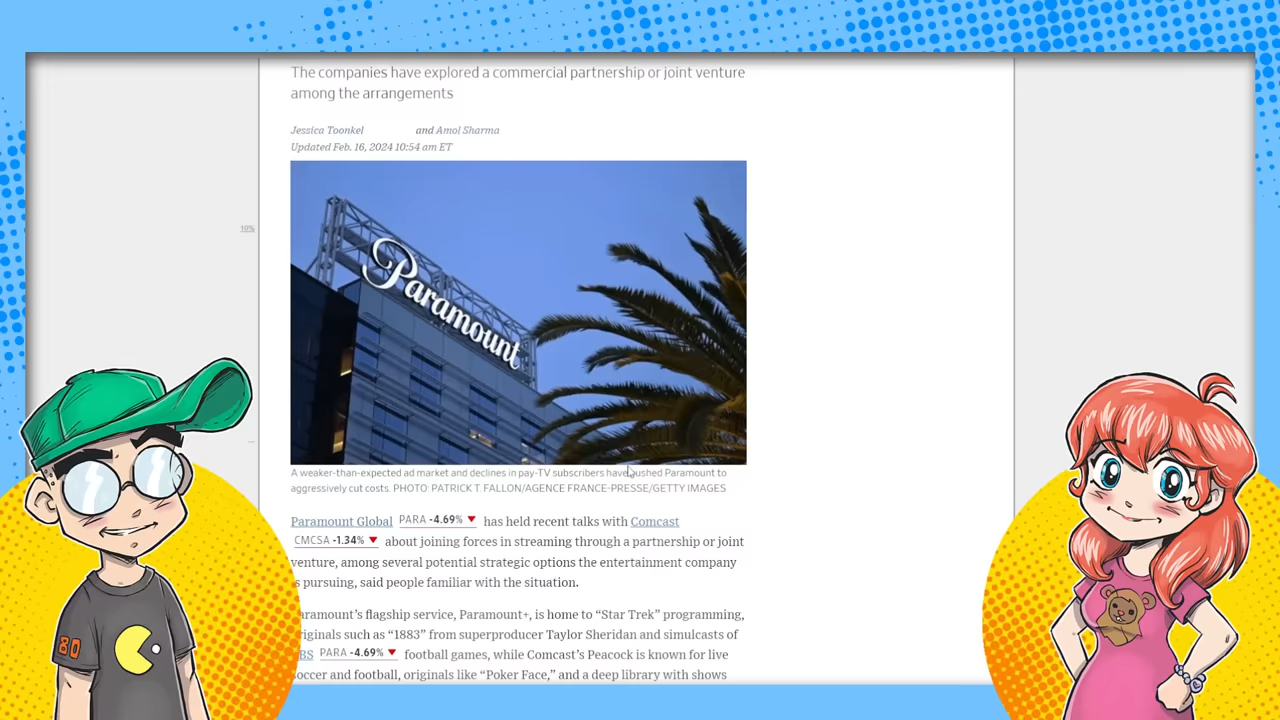 The companies have explored a commercial partnership or joint venture
among the arrangements
Jessica Toonkel and Amol Sharma
Updated Feb. 16, 2024 10:54 am ET
10%
Paramount
A weaker-than-expected ad market and declines in pay-TV subscribers have pushed Paramount to
aggressively cut costs. PHOTO: PATRICK T. FALLON/AGENCE FRANCE-PRESSE/GETTY IMAGES
Paramount Global PARA -4.69% ▼ has held recent talks with Comcast
CMCSA -1.34% ▼ about joining forces in streaming through a partnership or joint
venture, among several potential strategic options the entertainment company
s pursuing, said people familiar with the situation.
aramount's flagship service, Paramount+, is home to “Star Trek” programming,
riginals such as “1883” from superproducer Taylor Sheridan and simulcasts of
BS PARA -4.69% ▼ football games, while Comcast's Peacock is known for live
occer and football, originals like “Poker Face,” and a deep library with shows
80